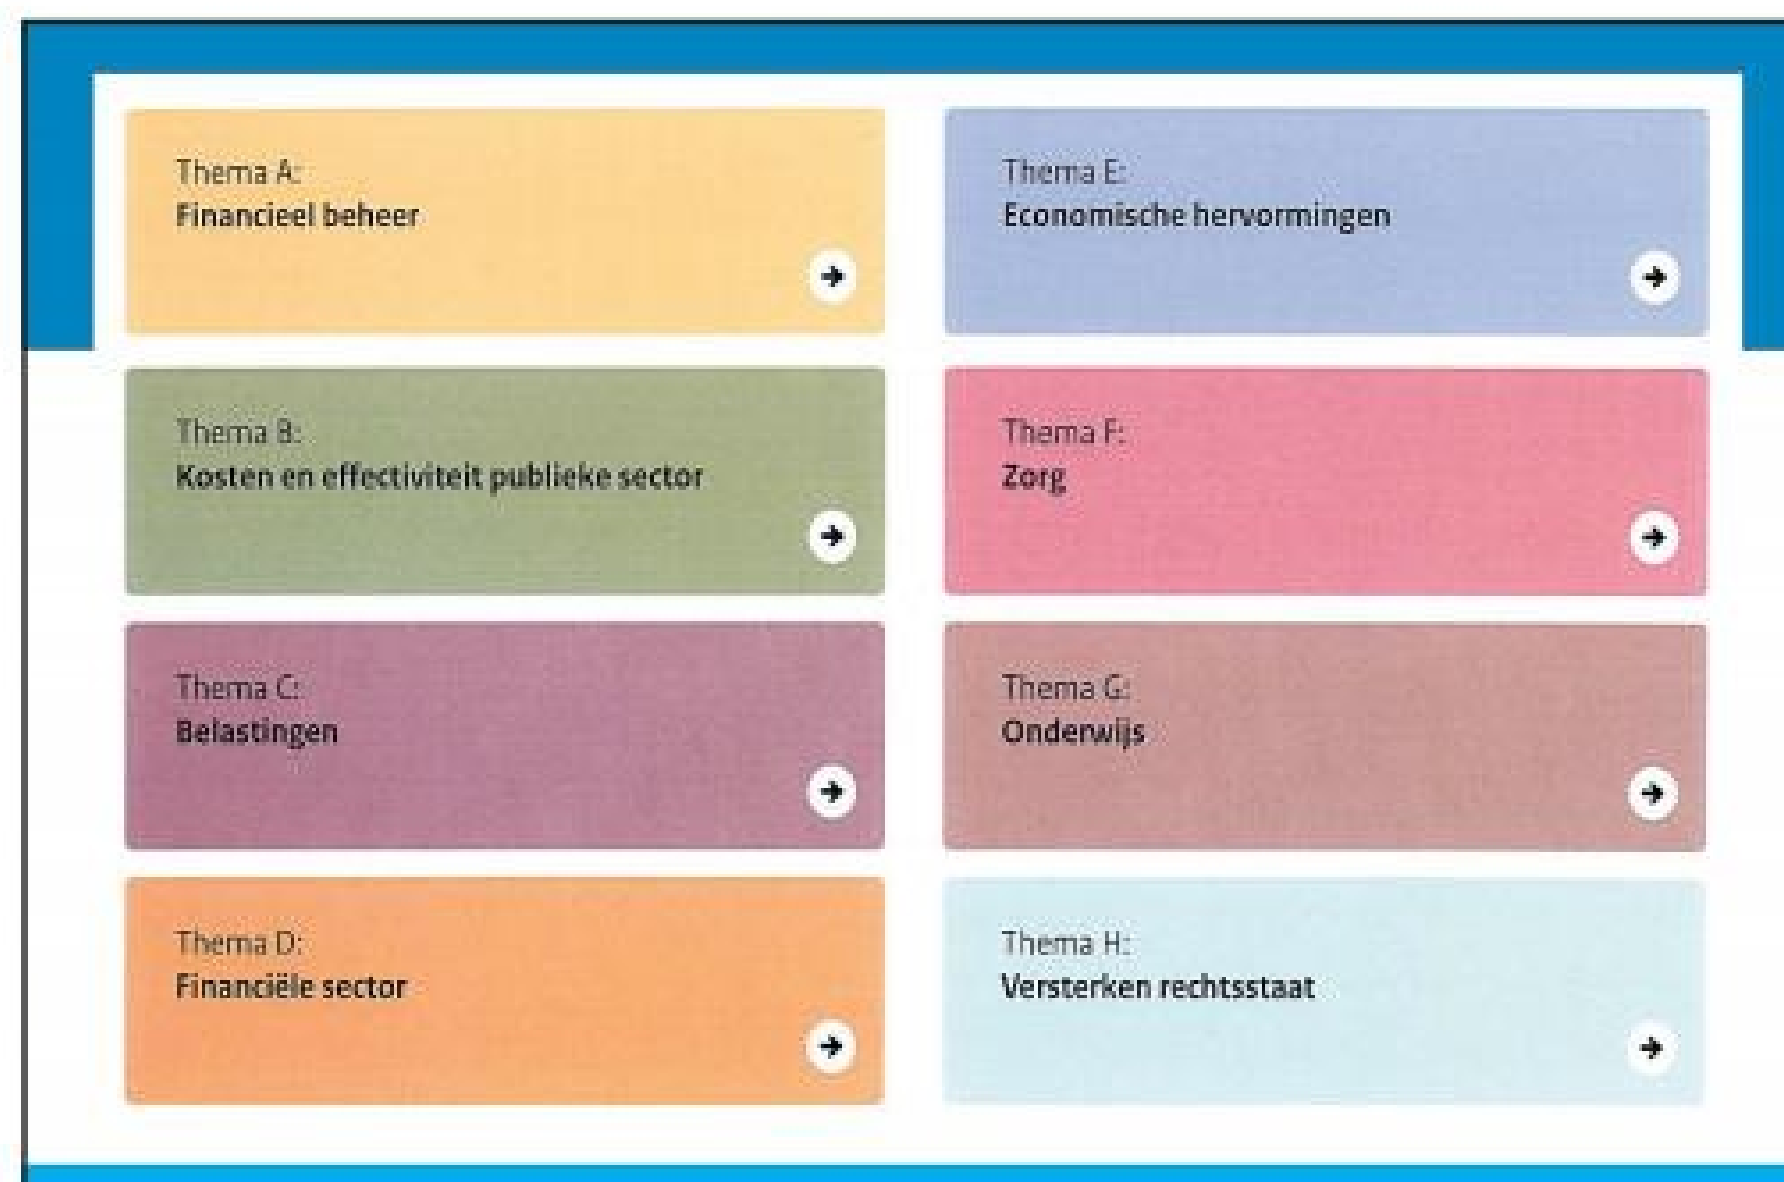 Thema A:
Financieel beheer
Thema B:
Kosten en effectiviteit publieke sector
Thema C:
Belastingen
Thema D:
Financiële sector
Thema E:
Economische hervormingen
Thema F:
Zorg
Thema G:
Onderwijs
Thema H:
Versterken rechtsstaat